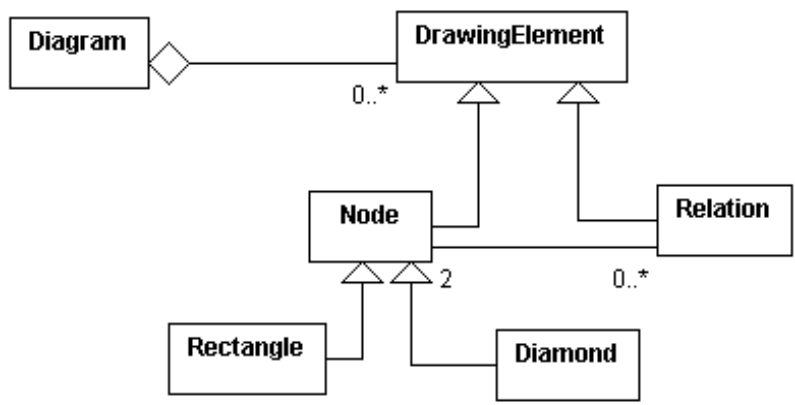 Diagram
DrawingElement
0..*
Node
Relation
2
0..*
Rectangle
Diamond